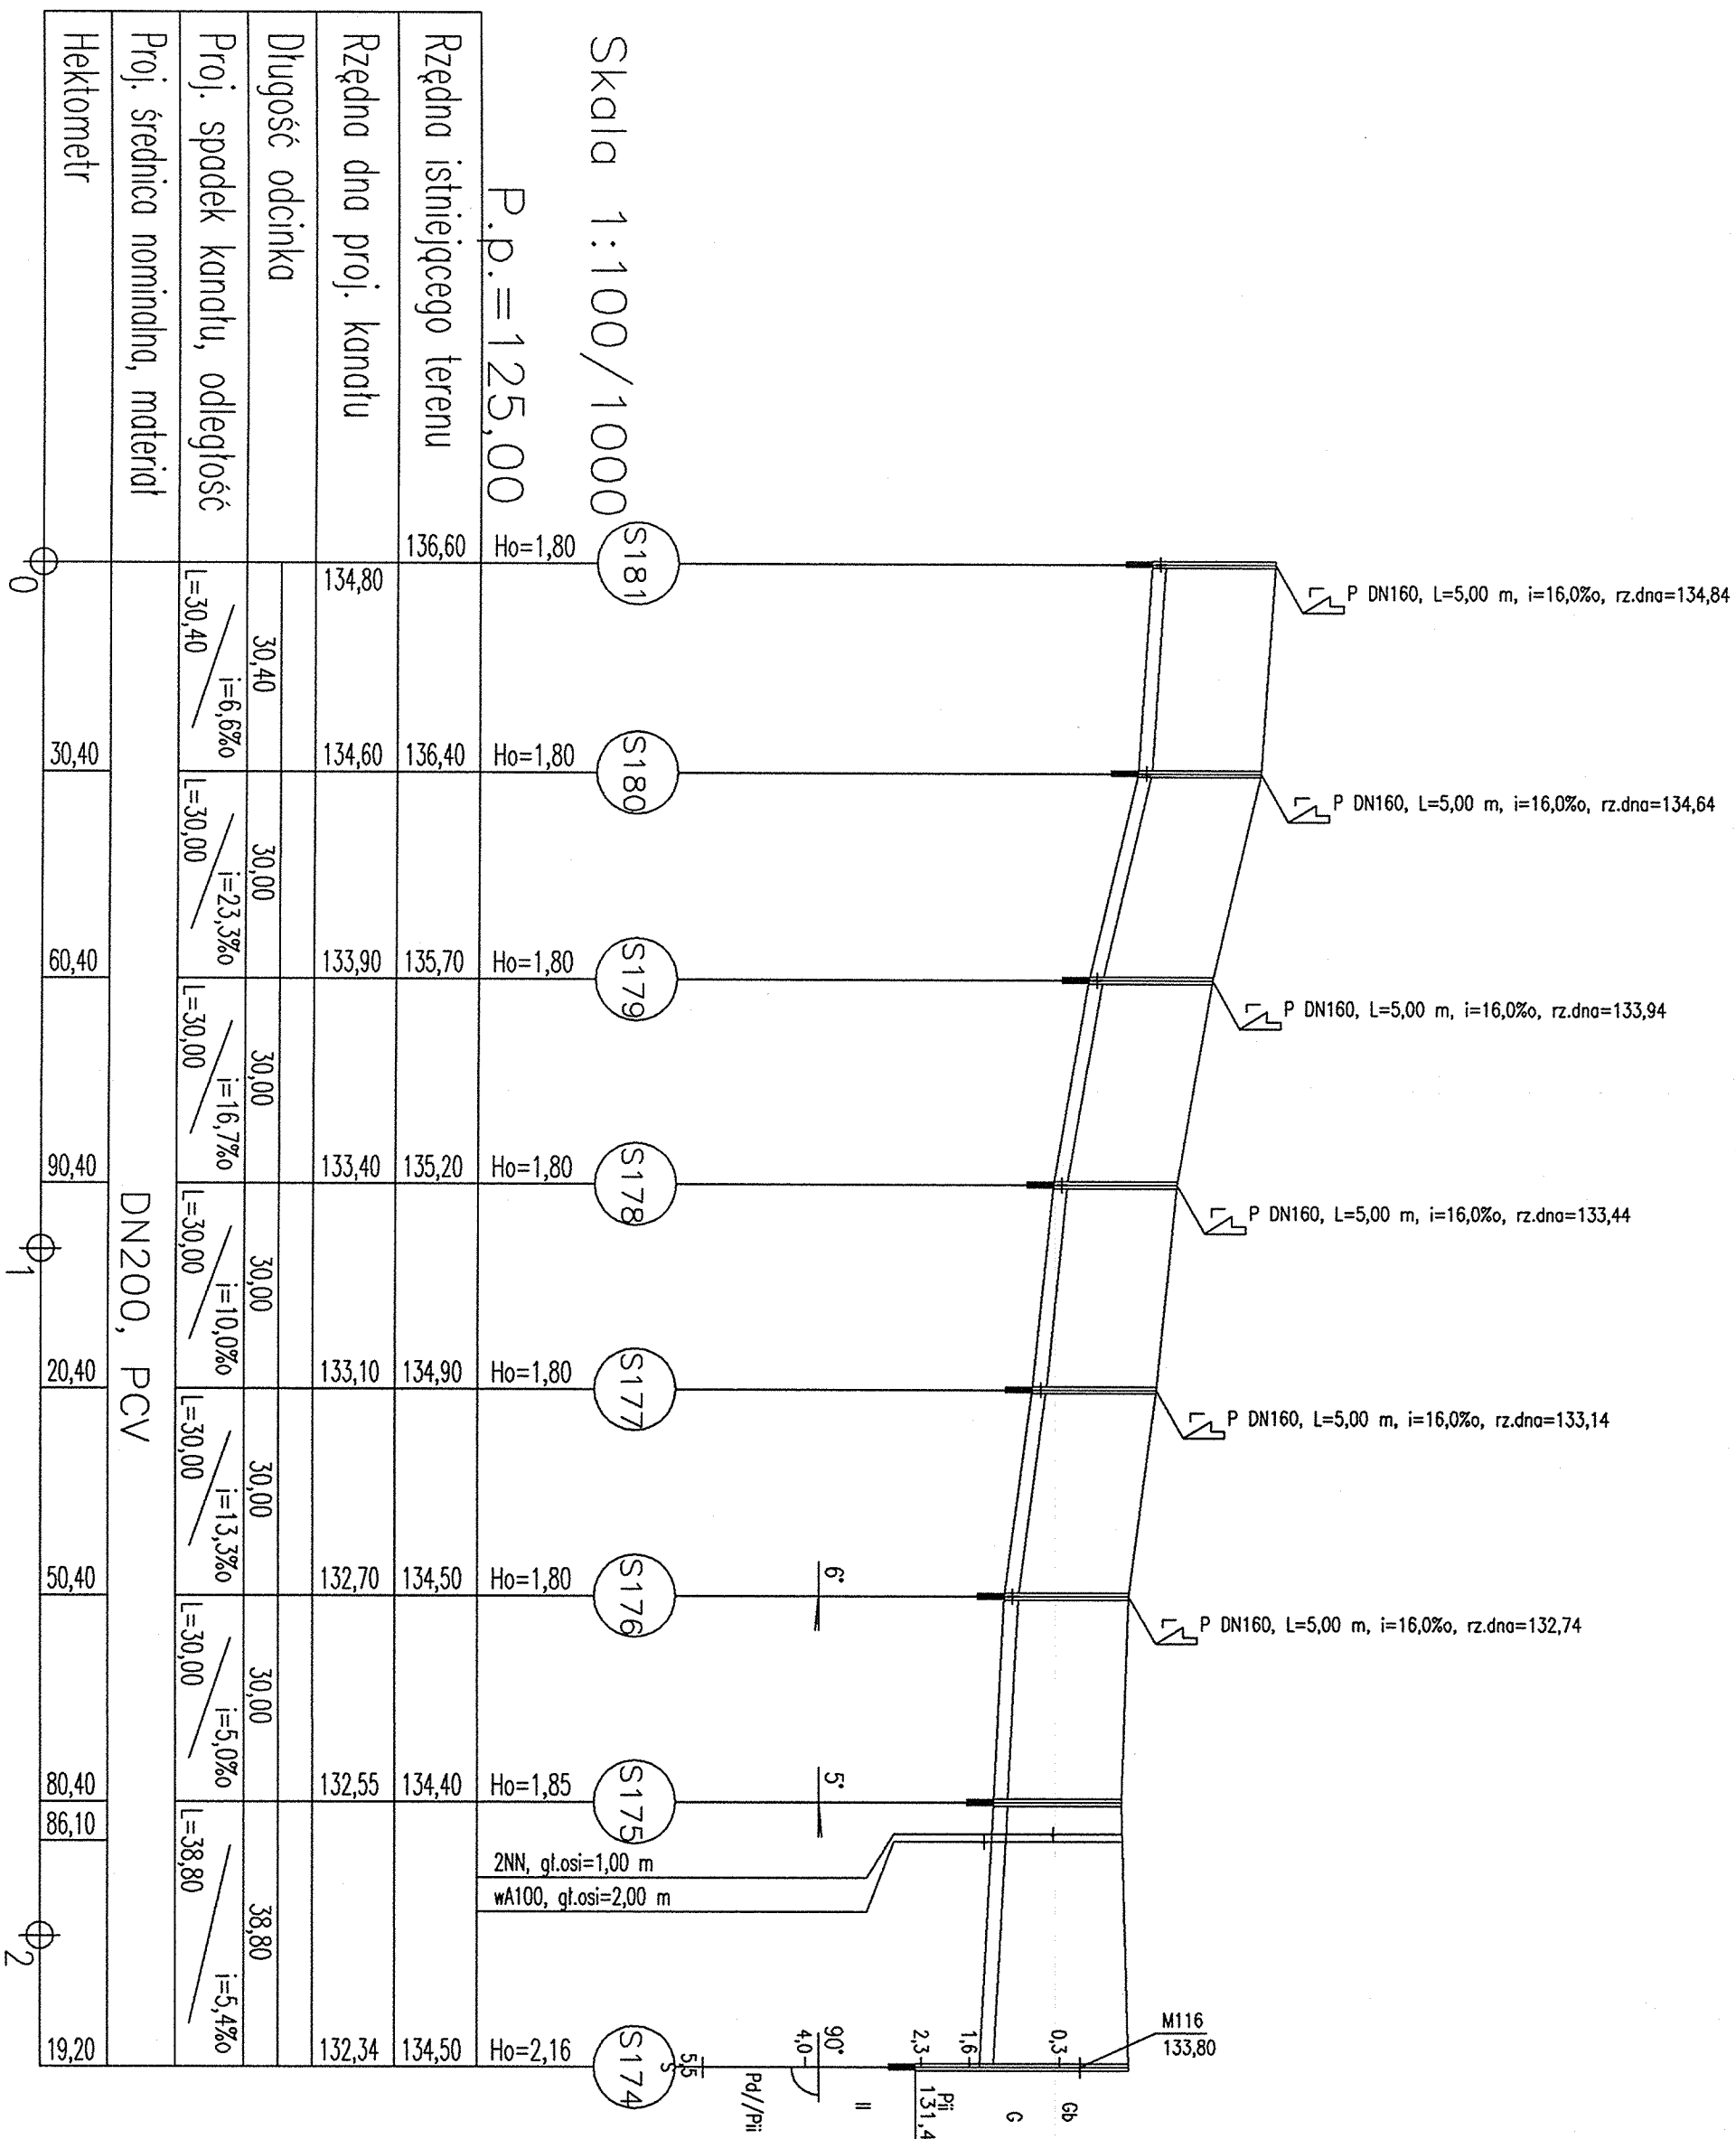 Skala 1:100/1000
P.p.=125,00
Rzędna istniejącego terenu
136,60 136,40 135,70 135,20 134,90 134,50 134,40 134,50
Rzędna dna proj. kanału
134,80 134,60 133,90 133,40 133,10 132,70 132,55 132,34
Długość odcinka
30,40 30,00 30,00 30,00 30,00 30,00 38,80
Proj. spadek kanału, odległość
L=30,40 i=6,6‰
L=30,00 i=23,3‰
L=30,00 i=16,7‰
L=30,00 i=10,0‰
L=30,00 i=13,3‰
L=30,00 i=5,0‰
L=38,80 i=5,4‰
Proj. średnica nominalna, materiał
DN200, PCV
Hektometr
30,40 60,40 90,40 20,40 50,40 80,40 86,10 19,20
0 1 2
Ho=1,80 Ho=1,80 Ho=1,80 Ho=1,80 Ho=1,80 Ho=1,80 Ho=1,85 Ho=2,16
S181 S180 S179 S178 S177 S176 S175 S174
P DN160, L=5,00 m, i=16,0%o, rz.dna=134,84
P DN160, L=5,00 m, i=16,0%o, rz.dna=134,64
P DN160, L=5,00 m, i=16,0%o, rz.dna=133,94
P DN160, L=5,00 m, i=16,0%o, rz.dna=133,44
P DN160, L=5,00 m, i=16,0%o, rz.dna=133,14
P DN160, L=5,00 m, i=16,0%o, rz.dna=132,74
6°
5°
2NN, gł.osi=1,00 m
wA100, gł.osi=2,00 m
M116
133,80
0,3
1,6
2,3
90°
4,0
5,5
S
Gb
G
Pii
131,4
II
Pd//Pii